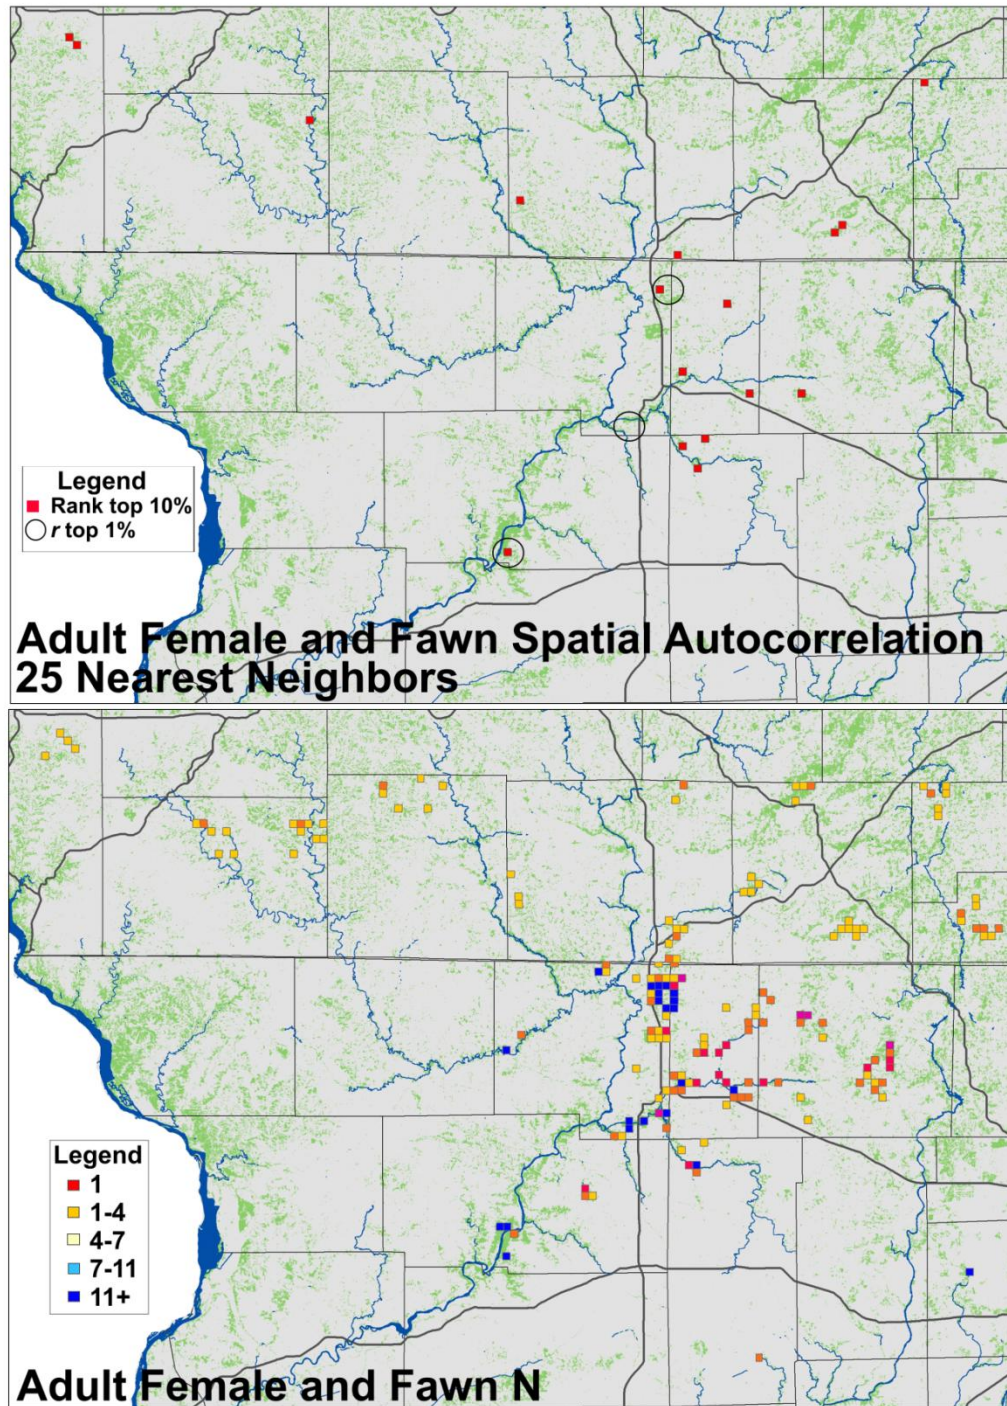 Legend
Rank top 10%
r top 1%
Adult Female and Fawn Spatial Autocorrelation
25 Nearest Neighbors
Legend
1
1-4
4-7
7-11
11+
Adult Female and Fawn N